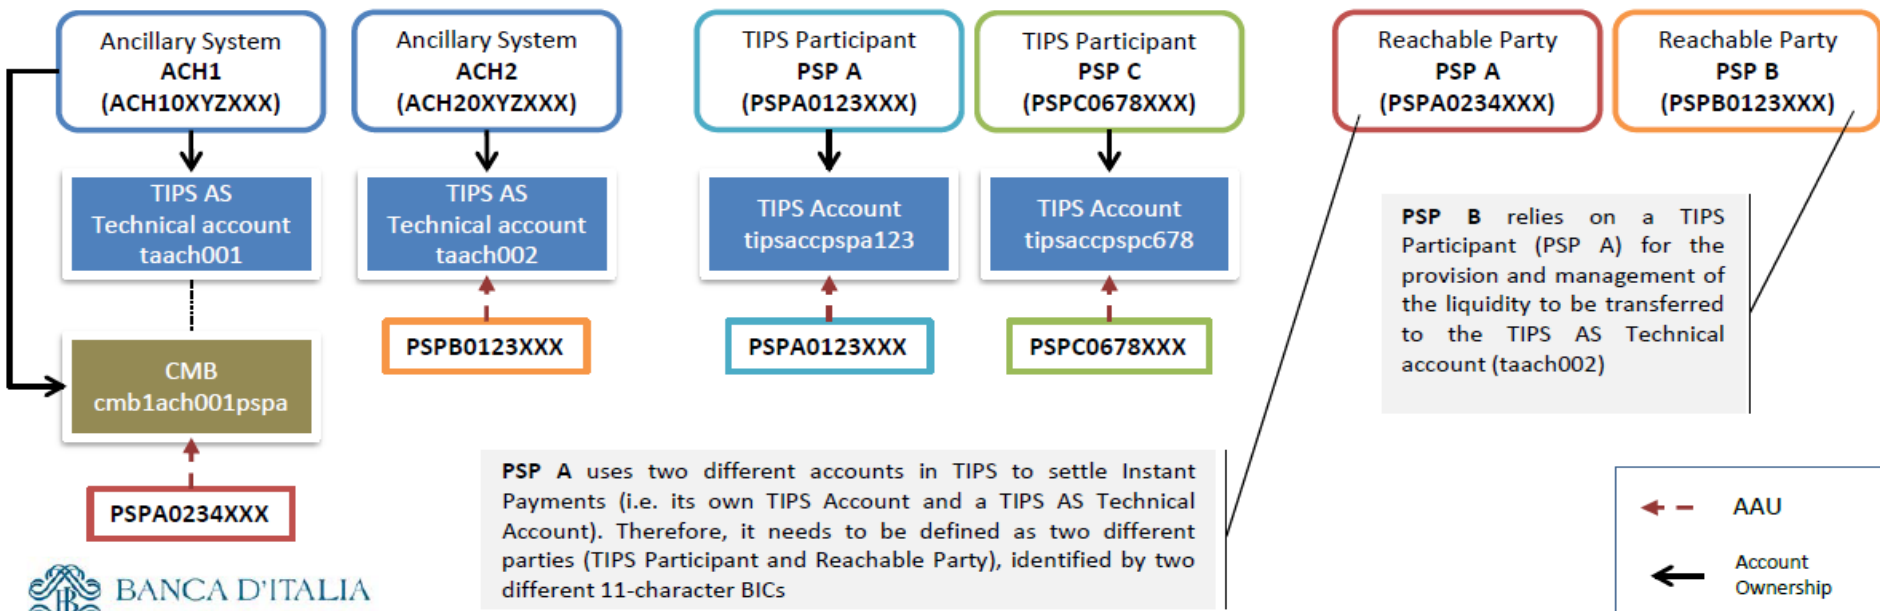 Ancillary System
ACH1
(ACH10XYZXXX)
Ancillary System
ACH2
(ACH20XYZXXX)
TIPS Participant
PSP A
(PSPA0123XXX)
TIPS Participant
PSP C
(PSPC0678XXX)
Reachable Party
PSP A
(PSPA0234XXX)
Reachable Party
PSP B
(PSPB0123XXX)
TIPS AS
Technical account
taach001
TIPS AS
Technical account
taach002
TIPS Account
tipsaccpspa123
TIPS Account
tipsaccpspc678
PSP B relies on a TIPS
Participant (PSP A) for the
provision and management of
the liquidity to be transferred
to the TIPS AS Technical
account (taach002)
CMB
cmb1ach001pspa
PSPB0123XXX
PSPA0123XXX
PSPC0678XXX
PSPA0234XXX
PSP A uses two different accounts in TIPS to settle Instant
Payments (i.e. its own TIPS Account and a TIPS AS Technical
Account). Therefore, it needs to be defined as two different
parties (TIPS Participant and Reachable Party), identified by two
different 11-character BICs
AAU
Account
Ownership
BANCA D'ITALIA